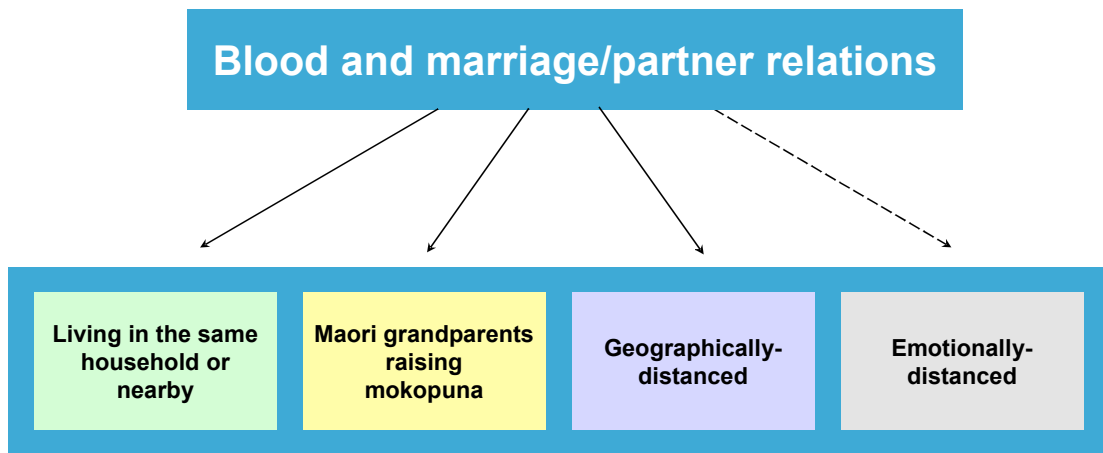 Blood and marriage/partner relations
Living in the same
household or
nearby
Maori grandparents
raising
mokopuna
Geographically-
distanced
Emotionally-
distanced